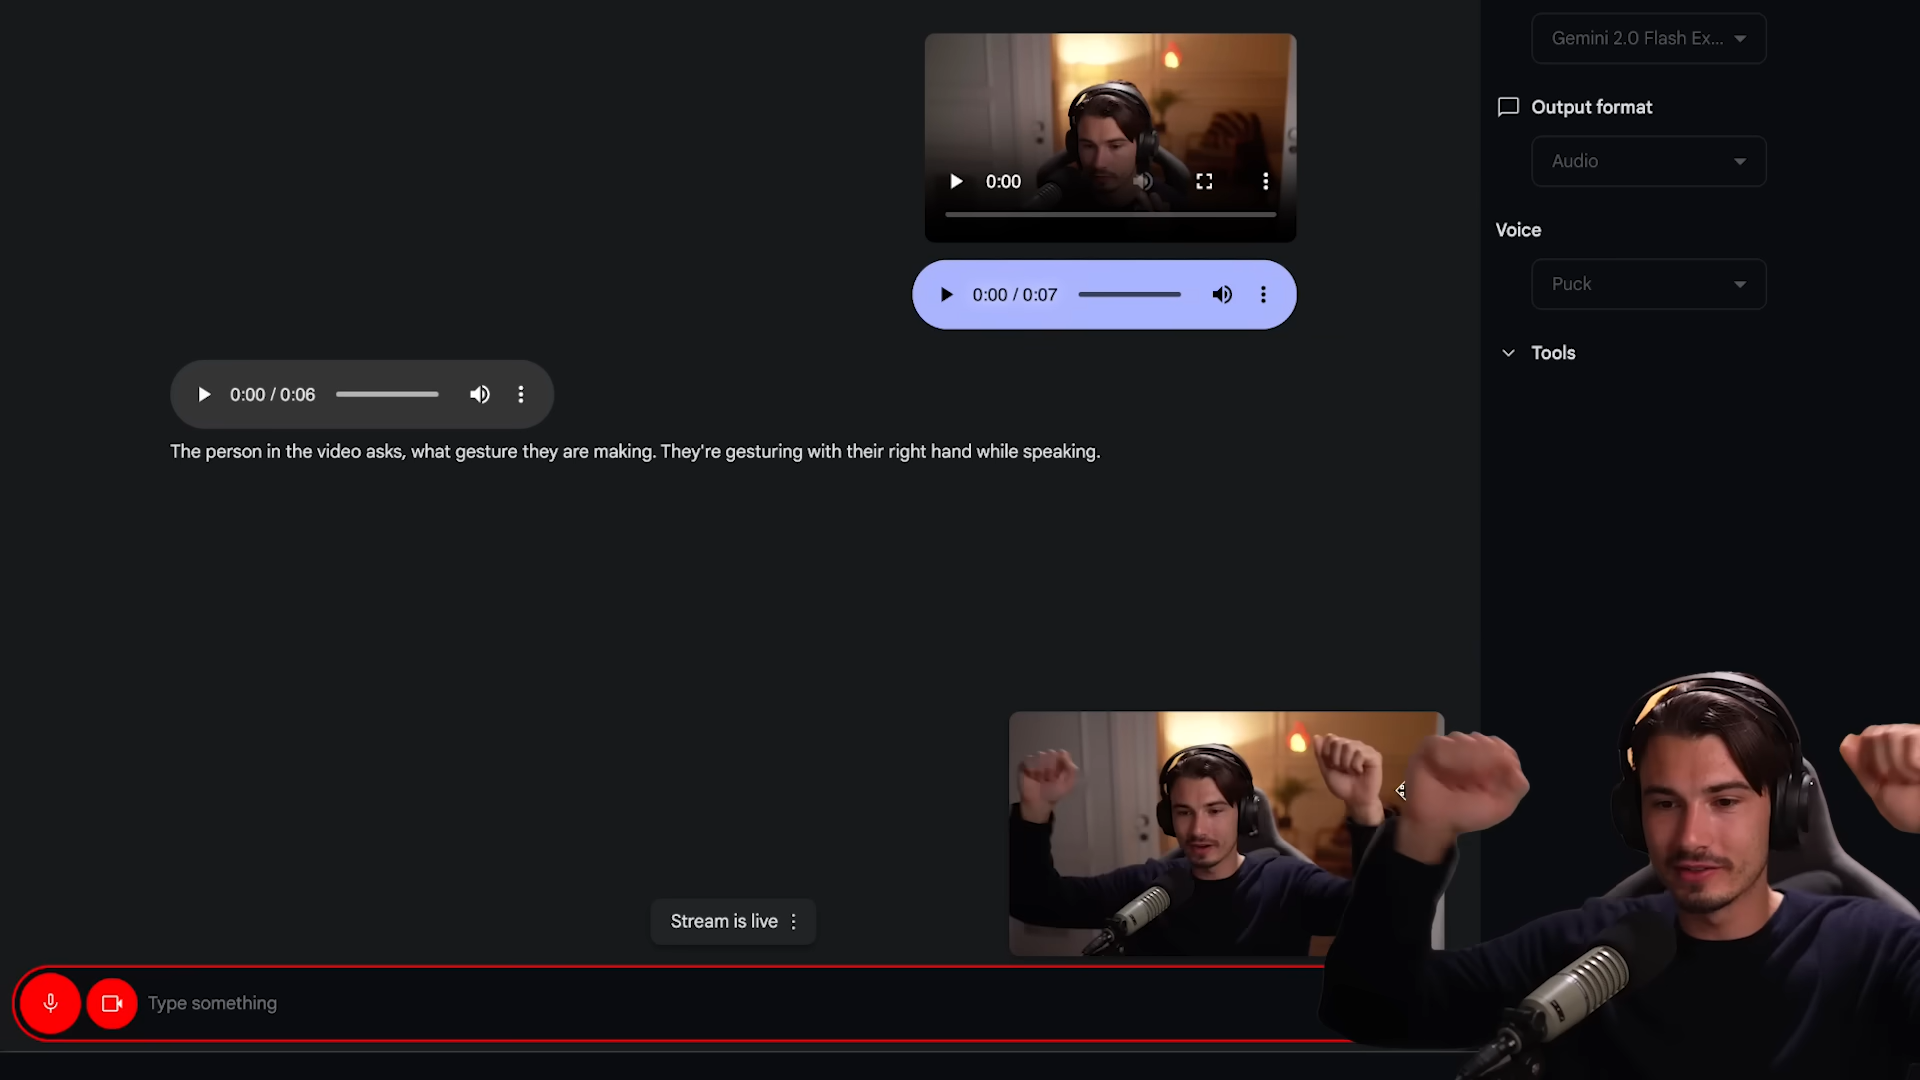 Gemini 2.0 Flash Ex...
Output format
Audio
Voice
Puck
Tools
0:00
0:00 / 0:07
0:00 / 0:06
The person in the video asks, what gesture they are making. They're gesturing with their right hand while speaking.
Stream is live
Type something